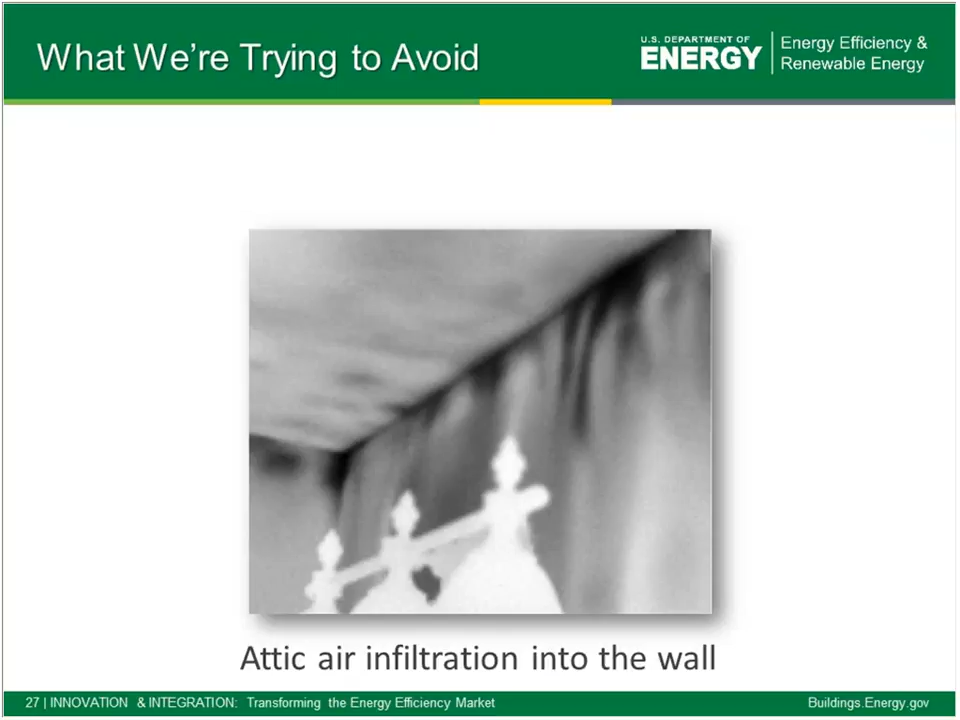 What We're Trying to Avoid
U.S. DEPARTMENT OF
ENERGY
Energy Efficiency &
Renewable Energy
Attic air infiltration into the wall
27 | INNOVATION & INTEGRATION: Transforming the Energy Efficiency Market
Buildings.Energy.gov